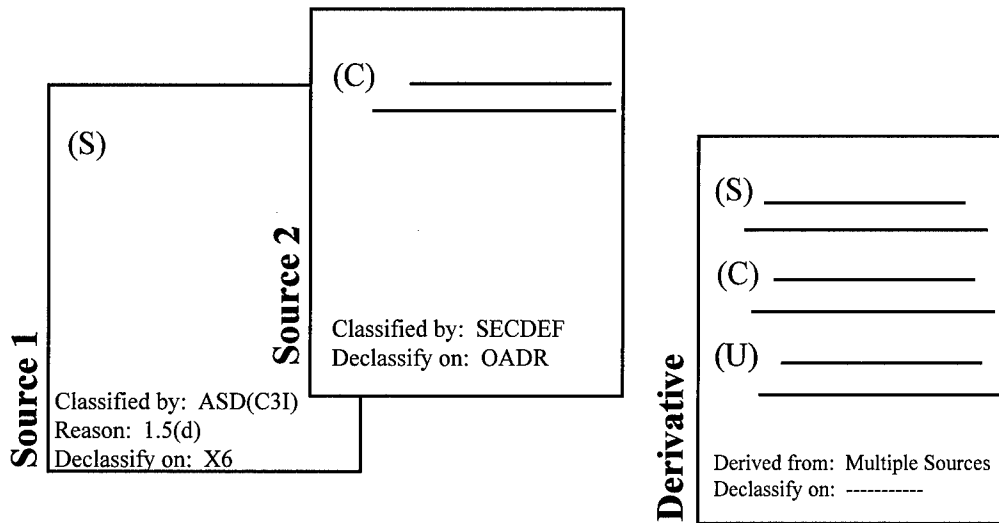 Source 1
(S)
Classified by: ASD(C3I)
Reason: 1.5(d)
Declassify on: X6
Source 2
(C)
Classified by: SECDEF
Declassify on: OADR
Derivative
(S)
(C)
(U)
Derived from: Multiple Sources
Declassify on: -----------